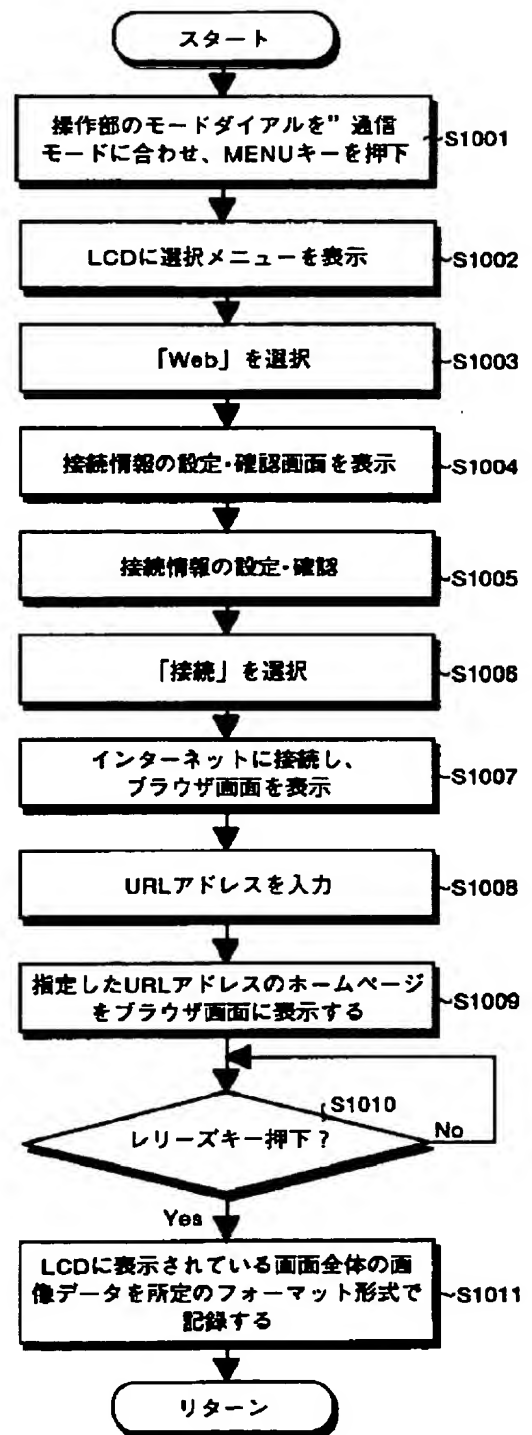 スタート
操作部のモードダイアルを”通信
モードに合わせ、MENUキーを押下
S1001
LCDに選択メニューを表示
S1002
「Web」を選択
S1003
接続情報の設定・確認画面を表示
S1004
接続情報の設定・確認
S1005
「接続」を選択
S1006
インターネットに接続し、
ブラウザ画面を表示
S1007
URLアドレスを入力
S1008
指定したURLアドレスのホームページ
をブラウザ画面に表示する
S1009
S1010
レリーズキー押下？
No
Yes
LCDに表示されている画面全体の画
像データを所定のフォーマット形式で
記録する
S1011
リターン